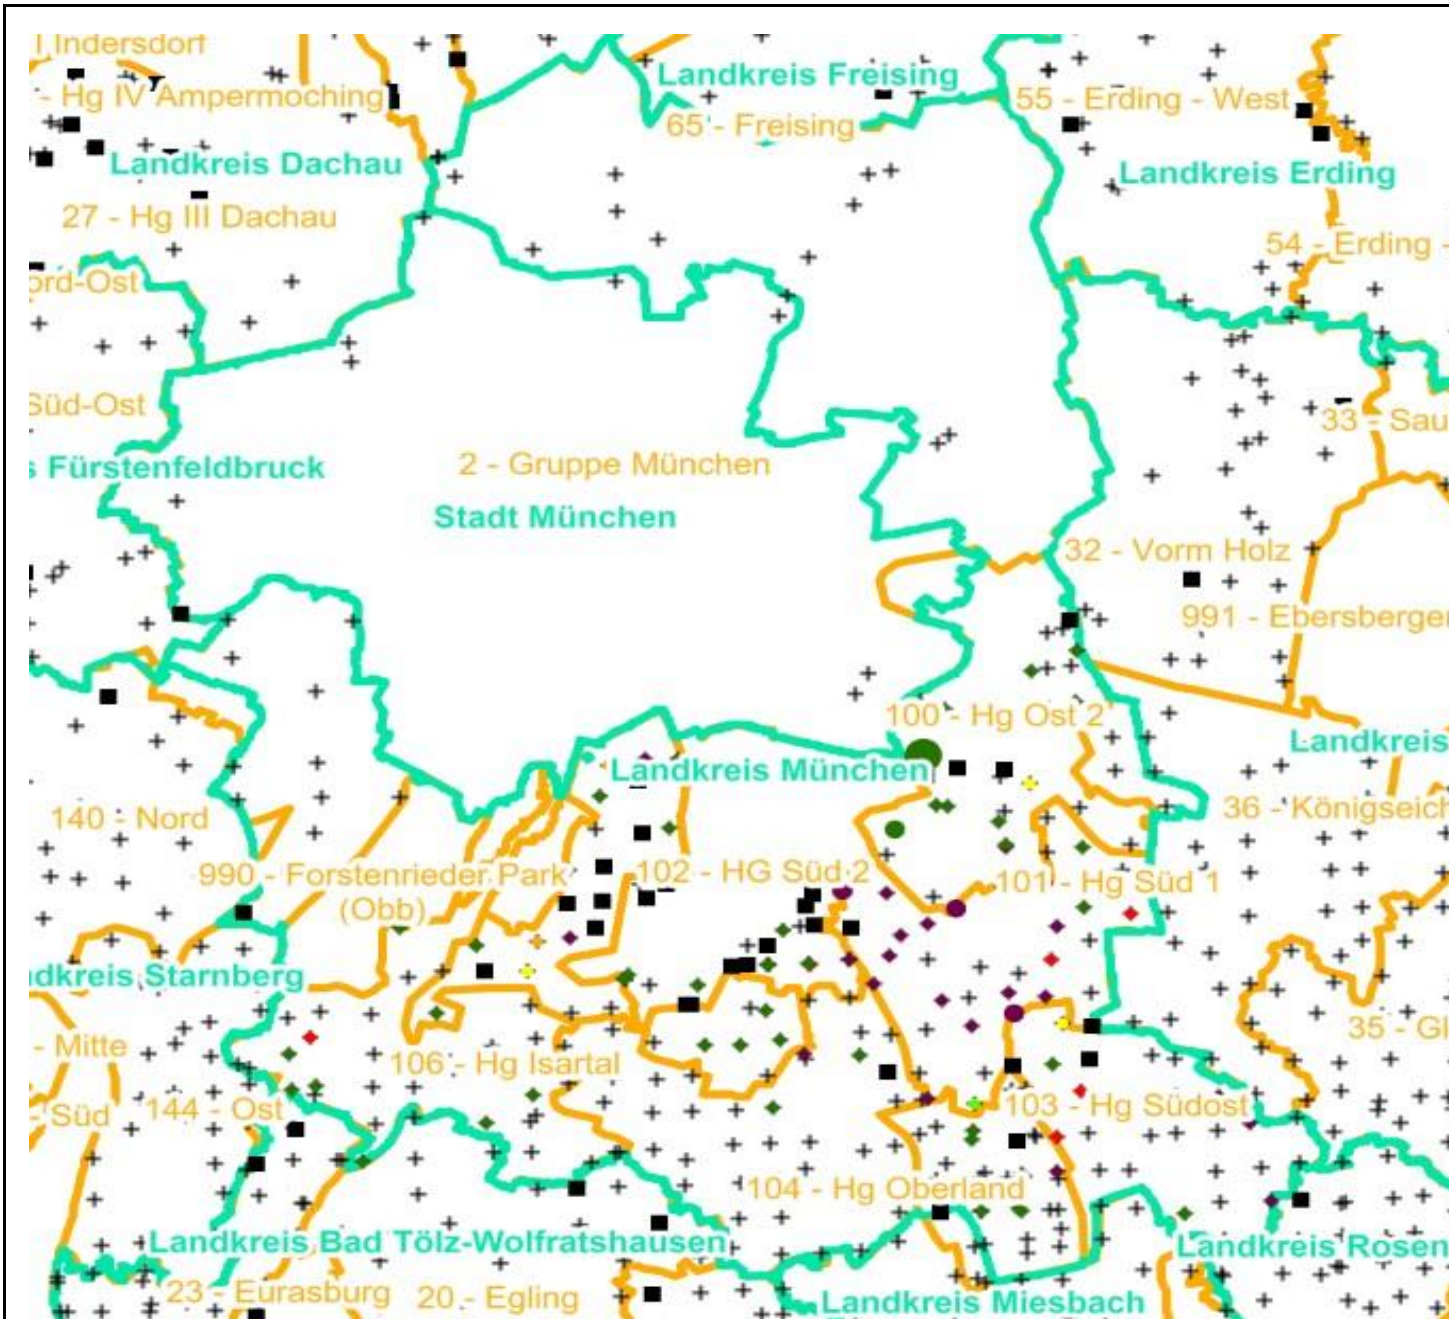 Indersdorf
- Hg IV Ampermoching
Landkreis Freising
65 - Freising
55 - Erding - West
Landkreis Dachau
Landkreis Erding
27 - Hg III Dachau
54 - Erding -
ord-Ost
Süd-Ost
33 - Sau
s Fürstenfeldbruck
2 - Gruppe München
Stadt München
32 - Vorm Holz
991 - Ebersberger
100 - Hg Ost 2
Landkreis
Landkreis München
36 - Königseich
140 - Nord
990 - Forstenrieder Park
(Obb)
102 - HG Süd 2
101 - Hg Süd 1
ndkreis Starnberg
35 - Gl
- Mitte
106 - Hg Isartal
- Süd
144 - Ost
103 - Hg Südost
104 - Hg Oberland
Landkreis Bad Tölz-Wolfratshausen
Landkreis Rosen
23 - Eurasburg
20 - Egling
Landkreis Miesbach